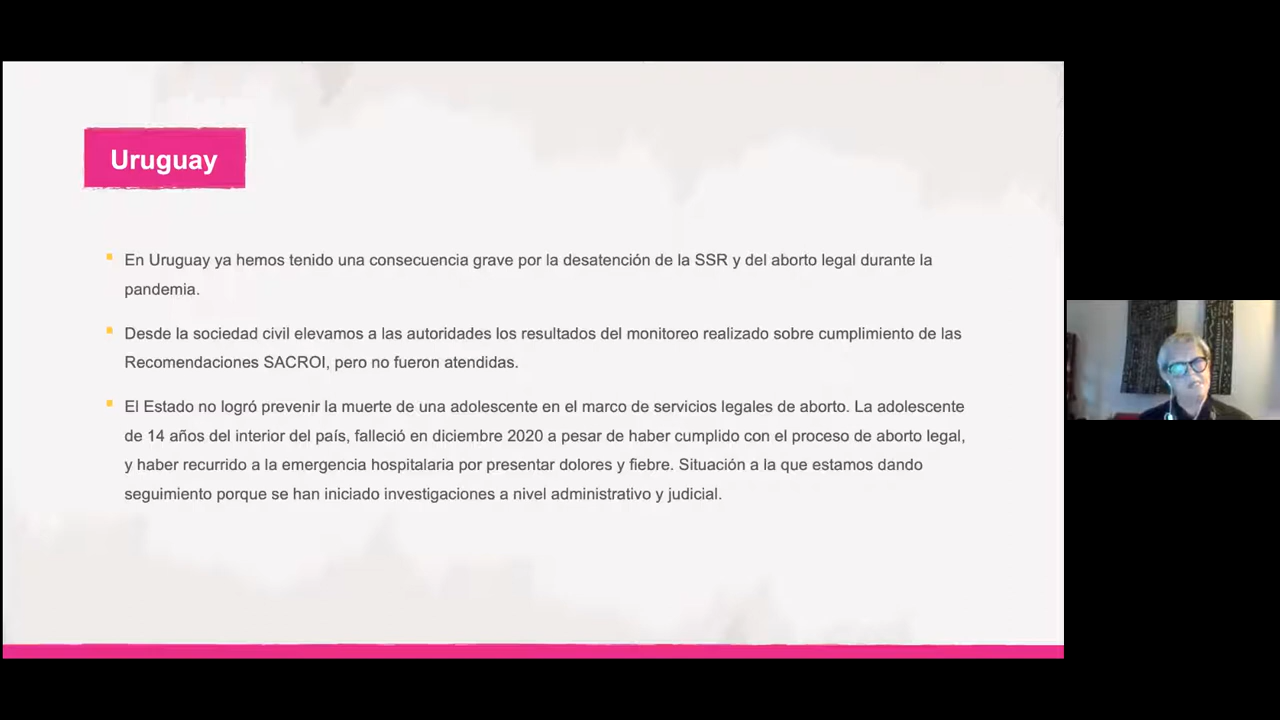 Uruguay
En Uruguay ya hemos tenido una consecuencia grave por la desatención de la SSR y del aborto legal durante la
pandemia.
Desde la sociedad civil elevamos a las autoridades los resultados del monitoreo realizado sobre cumplimiento de las
Recomendaciones SACROI, pero no fueron atendidas.
El Estado no logró prevenir la muerte de una adolescente en el marco de servicios legales de aborto. La adolescente
de 14 años del interior del país, falleció en diciembre 2020 a pesar de haber cumplido con el proceso de aborto legal,
y haber recurrido a la emergencia hospitalaria por presentar dolores y fiebre. Situación a la que estamos dando
seguimiento porque se han iniciado investigaciones a nivel administrativo y judicial.